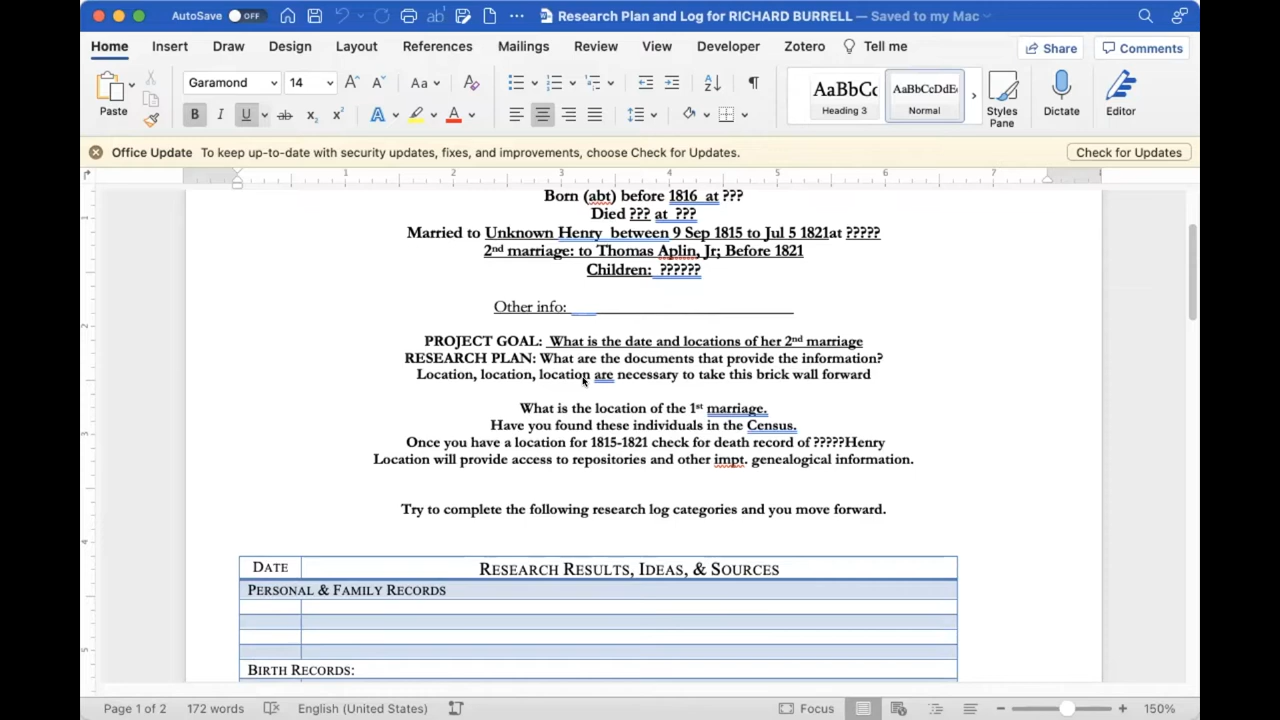 AutoSave OFF Research Plan and Log for RICHARD BURRELL — Saved to my Mac
Home Insert Draw Design Layout References Mailings Review View Developer Zotero Tell me Share Comments
Paste Garamond 14 Aa AaBbCc Heading 3 AaBbCcDdEe Normal Styles Pane Dictate Editor
Office Update To keep up-to-date with security updates, fixes, and improvements, choose Check for Updates. Check for Updates
1 2 3 4 5 6 7
Born (abt) before 1816 at ???
Died ??? at ???
Married to Unknown Henry between 9 Sep 1815 to Jul 5 1821at ?????
2nd marriage: to Thomas Aplin, Jr; Before 1821
Children: ??????
Other info: ____________________________
PROJECT GOAL: What is the date and locations of her 2nd marriage
RESEARCH PLAN: What are the documents that provide the information?
Location, location, location are necessary to take this brick wall forward
What is the location of the 1st marriage.
Have you found these individuals in the Census.
Once you have a location for 1815-1821 check for death record of ?????Henry
Location will provide access to repositories and other impt. genealogical information.
Try to complete the following research log categories and you move forward.
DATE RESEARCH RESULTS, IDEAS, & SOURCES
PERSONAL & FAMILY RECORDS
BIRTH RECORDS:
Page 1 of 2 172 words English (United States) Focus 150%